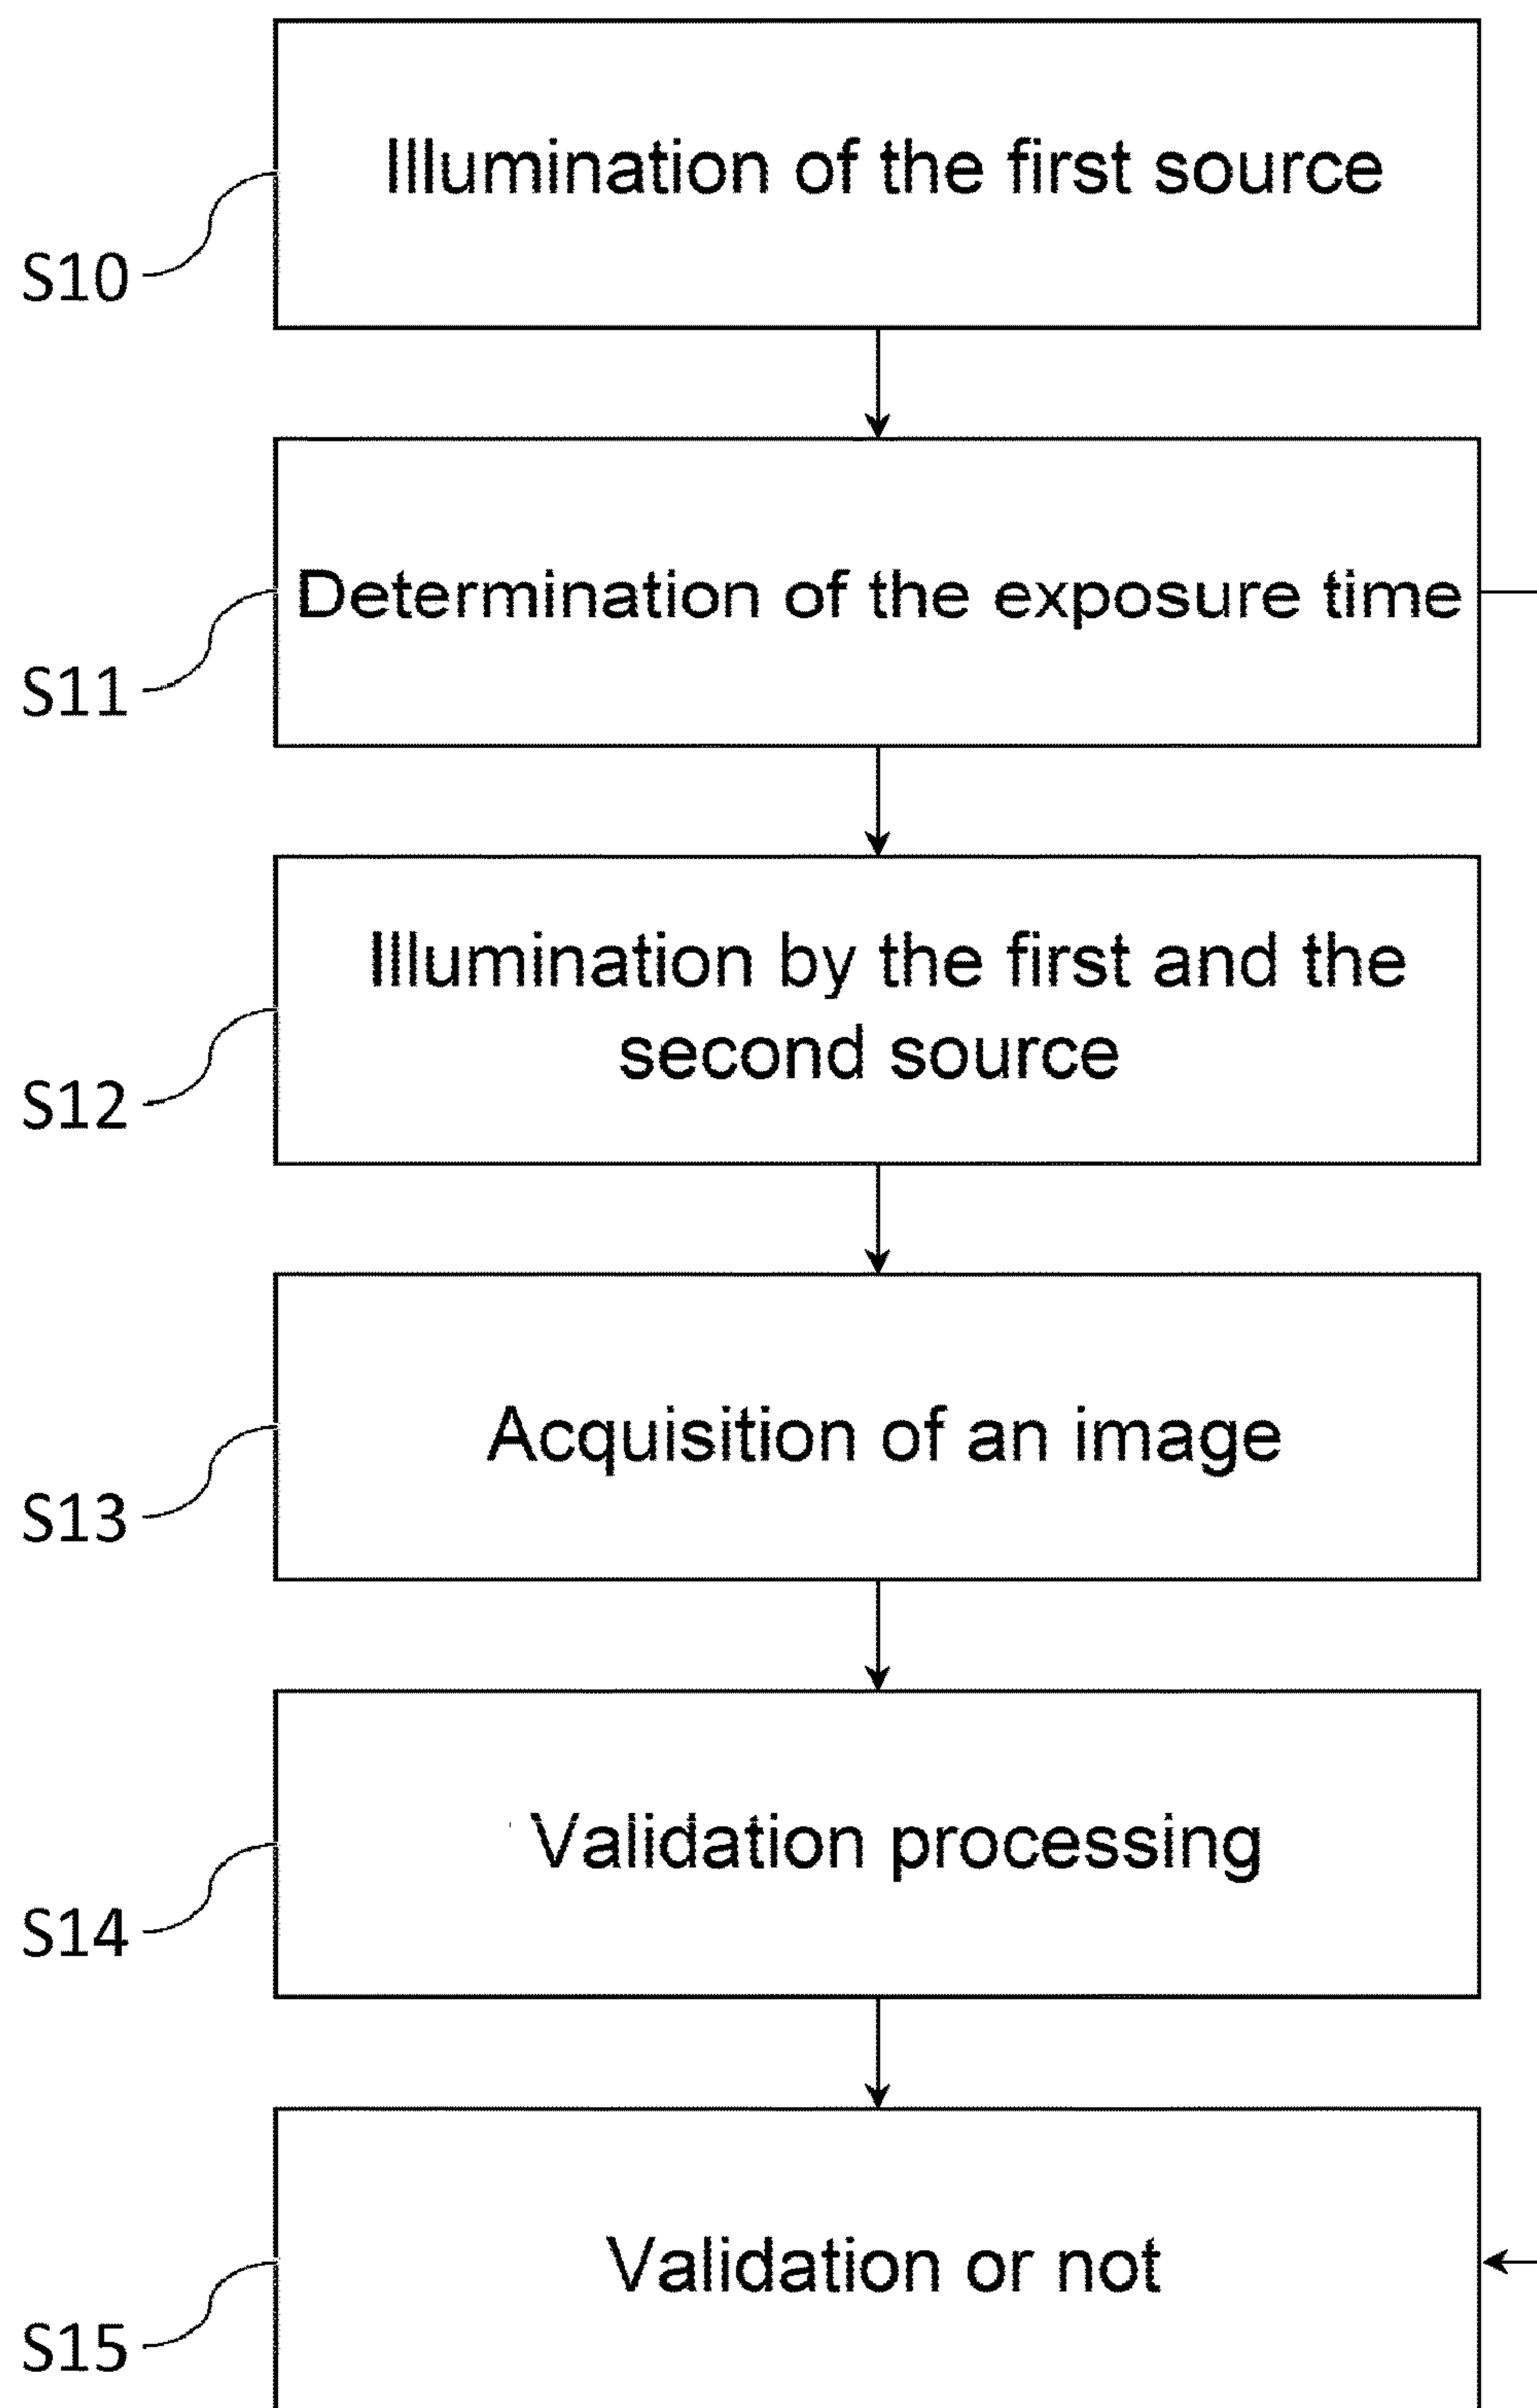 Illumination of the first source
S10
Determination of the exposure time
S11
Illumination by the first and the
second source
S12
Acquisition of an image
S13
Validation processing
S14
Validation or not
S15